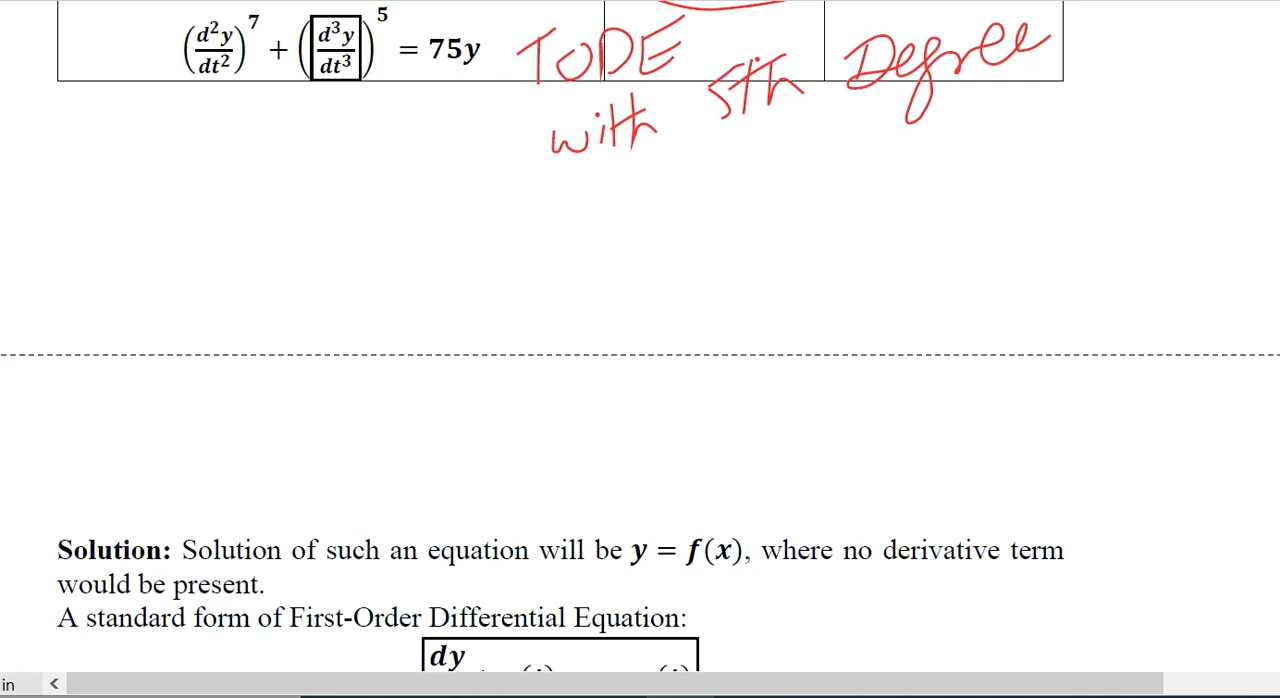 (d²y/dt²)⁷ + (d³y/dt³)⁵ = 75y TODE
with 5th Degree
Solution: Solution of such an equation will be y = f(x), where no derivative term
would be present.
A standard form of First-Order Differential Equation:
dy
in